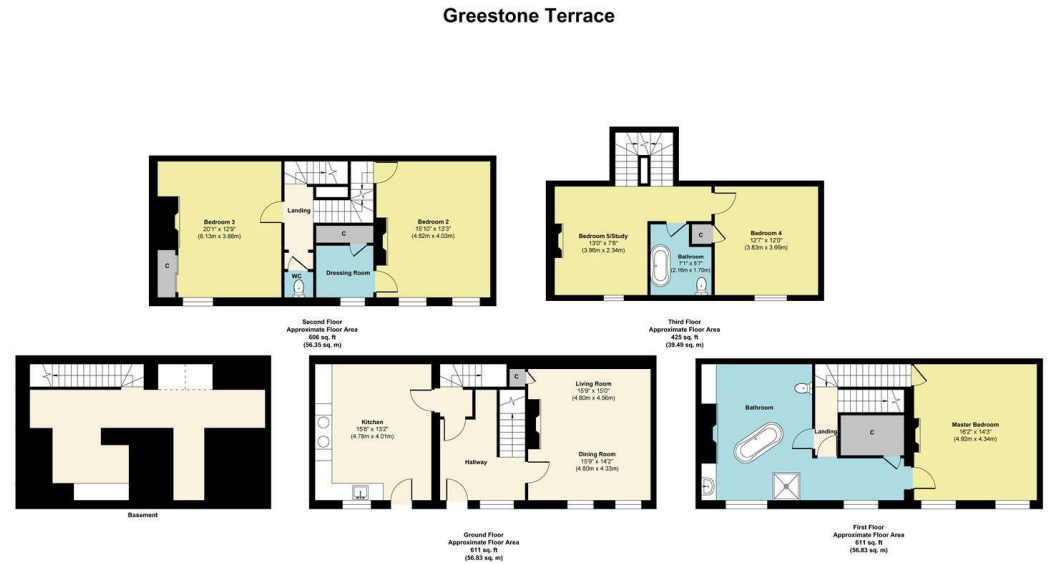 Greestone Terrace
Bedroom 3
20'1" x 12'9"
(6.13m x 3.88m)
Landing
C
WC
C
Dressing Room
Bedroom 2
15'10" x 13'3"
(4.82m x 4.03m)
Second Floor
Approximate Floor Area
606 sq. ft
(56.35 sq. m)
Bedroom 5/Study
13'0" x 7'8"
(3.96m x 2.34m)
C
Bathroom
7'1" x 5'7"
(2.16m x 1.70m)
Bedroom 4
12'7" x 12'0"
(3.83m x 3.66m)
Third Floor
Approximate Floor Area
425 sq. ft
(39.49 sq. m)
Basement
Kitchen
15'8" x 13'2"
(4.78m x 4.01m)
Hallway
C
Living Room
15'9" x 15'0"
(4.80m x 4.56m)
Dining Room
15'9" x 14'2"
(4.80m x 4.33m)
Ground Floor
Approximate Floor Area
611 sq. ft
(56.83 sq. m)
Bathroom
Landing
C
Master Bedroom
16'2" x 14'3"
(4.92m x 4.34m)
First Floor
Approximate Floor Area
611 sq. ft
(56.83 sq. m)